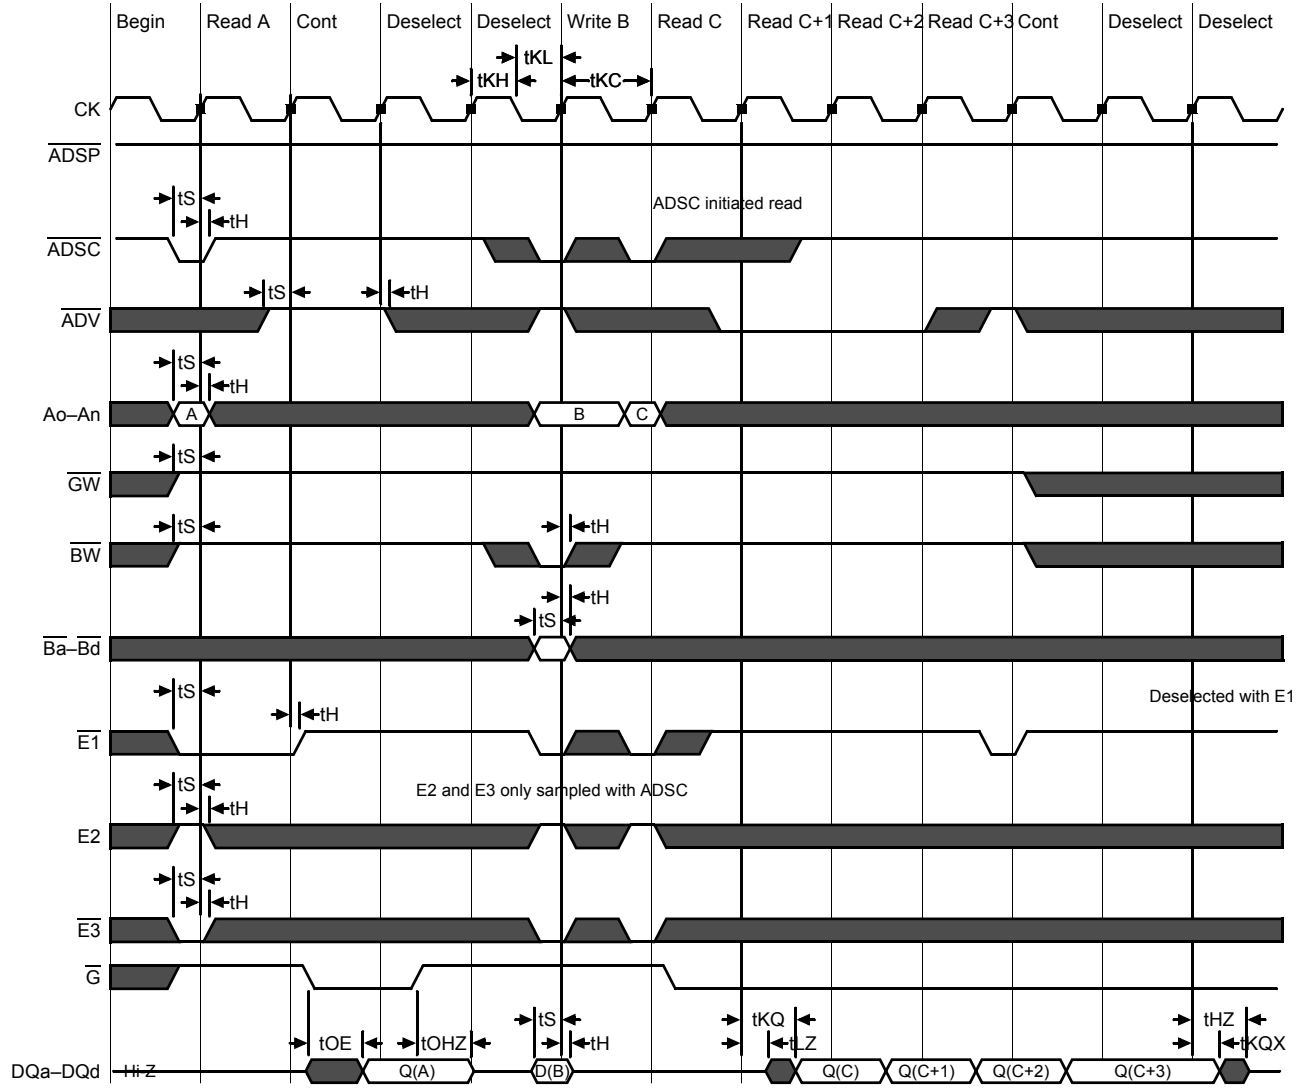 Begin Read A Cont Deselect Deselect Write B Read C Read C+1 Read C+2 Read C+3 Cont Deselect Deselect
tKL
tKH tKC
CK
ADSP
tS
ADSC initiated read
tH
ADSC
tS tH
ADV
tS
tH
Ao–An A B C
tS
GW
tS tH
BW
tH
tS
Ba–Bd
tS
Deselected with E1
tH
E1
tS
E2 and E3 only sampled with ADSC
tH
E2
tS
tH
E3
G
tS tKQ tHZ
tOE tOHZ tH tLZ tKQX
DQa–DQd Hi-Z Q(A) D(B) Q(C) Q(C+1) Q(C+2) Q(C+3)